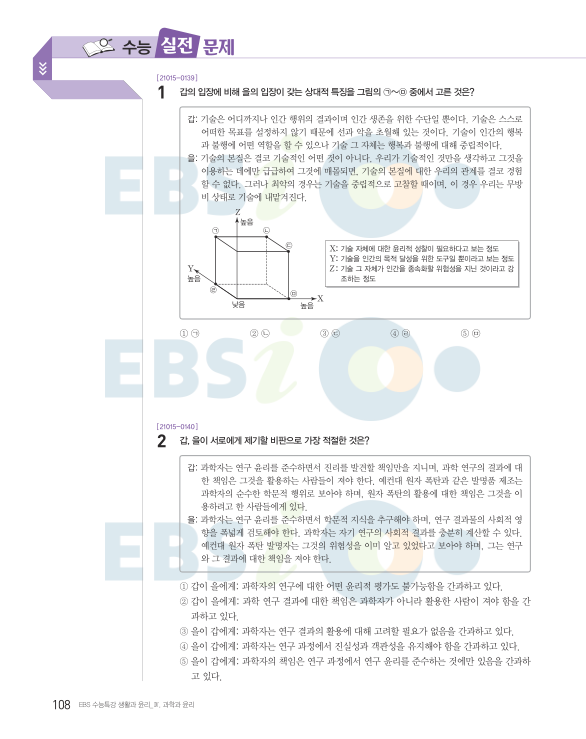 수능 실전 문제
[21015-0139]
1 갑의 입장에 비해 을의 입장이 갖는 상대적 특징을 그림의 ㉠~㉤ 중에서 고른 것은?
갑: 기술은 어디까지나 인간 행위의 결과이며 인간 생존을 위한 수단일 뿐이다. 기술은 스스로
어떠한 목표를 설정하지 않기 때문에 선과 악을 초월해 있는 것이다. 기술이 인간의 행복
과 불행에 어떤 역할을 할 수 있으나 기술 그 자체는 행복과 불행에 대해 중립적이다.
을: 기술의 본질은 결코 기술적인 어떤 것이 아니다. 우리가 기술적인 것만을 생각하고 그것을
이용하는 데에만 급급하여 그것에 매몰되면, 기술의 본질에 대한 우리의 관계를 결코 경험
할 수 없다. 그러나 최악의 경우는 기술을 중립적으로 고찰할 때이며, 이 경우 우리는 무방
비 상태로 기술에 내맡겨진다.
Z
높음
㉠ ㉡
㉢
Y
높음
㉣ ㉤
X
낮음 높음
X: 기술 자체에 대한 윤리적 성찰이 필요하다고 보는 정도
Y: 기술을 인간의 목적 달성을 위한 도구일 뿐이라고 보는 정도
Z: 기술 그 자체가 인간을 종속화할 위험성을 지닌 것이라고 강
조하는 정도
① ㉠ ② ㉡ ③ ㉢ ④ ㉣ ⑤ ㉤
EBSi
EBSi
EBSi
[21015-0140]
2 갑, 을이 서로에게 제기할 비판으로 가장 적절한 것은?
갑: 과학자는 연구 윤리를 준수하면서 진리를 발견할 책임만을 지니며, 과학 연구의 결과에 대
한 책임은 그것을 활용하는 사람들이 져야 한다. 예컨대 원자 폭탄과 같은 발명품 제조는
과학자의 순수한 학문적 행위로 보아야 하며, 원자 폭탄의 활용에 대한 책임은 그것을 이
용하려고 한 사람들에게 있다.
을: 과학자는 연구 윤리를 준수하면서 학문적 지식을 추구해야 하며, 연구 결과물의 사회적 영
향을 폭넓게 검토해야 한다. 과학자는 자기 연구의 사회적 결과를 충분히 계산할 수 있다.
예컨대 원자 폭탄 발명자는 그것의 위험성을 이미 알고 있었다고 보아야 하며, 그는 연구
와 그 결과에 대한 책임을 져야 한다.
① 갑이 을에게: 과학자의 연구에 대한 어떤 윤리적 평가도 불가능함을 간과하고 있다.
② 갑이 을에게: 과학 연구 결과에 대한 책임은 과학자가 아니라 활용한 사람이 져야 함을 간
과하고 있다.
③ 을이 갑에게: 과학자는 연구 결과의 활용에 대해 고려할 필요가 없음을 간과하고 있다.
④ 을이 갑에게: 과학자는 연구 과정에서 진실성과 객관성을 유지해야 함을 간과하고 있다.
⑤ 을이 갑에게: 과학자의 책임은 연구 과정에서 연구 윤리를 준수하는 것에만 있음을 간과하
고 있다.
108 EBS 수능특강 생활과 윤리_Ⅲ. 과학과 윤리